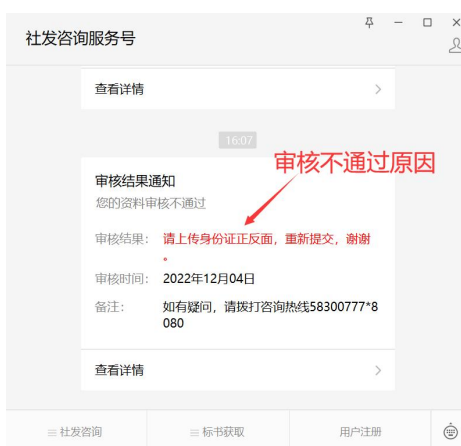 社发咨询服务号
查看详情
16:07
审核不通过原因
审核结果通知
您的资料审核不通过
审核结果： 请上传身份证正反面，重新提交，谢谢
。
审核时间： 2022年12月04日
备注： 如有疑问，请拨打咨询热线58300777*8
080
查看详情
社发咨询 标书获取 用户注册